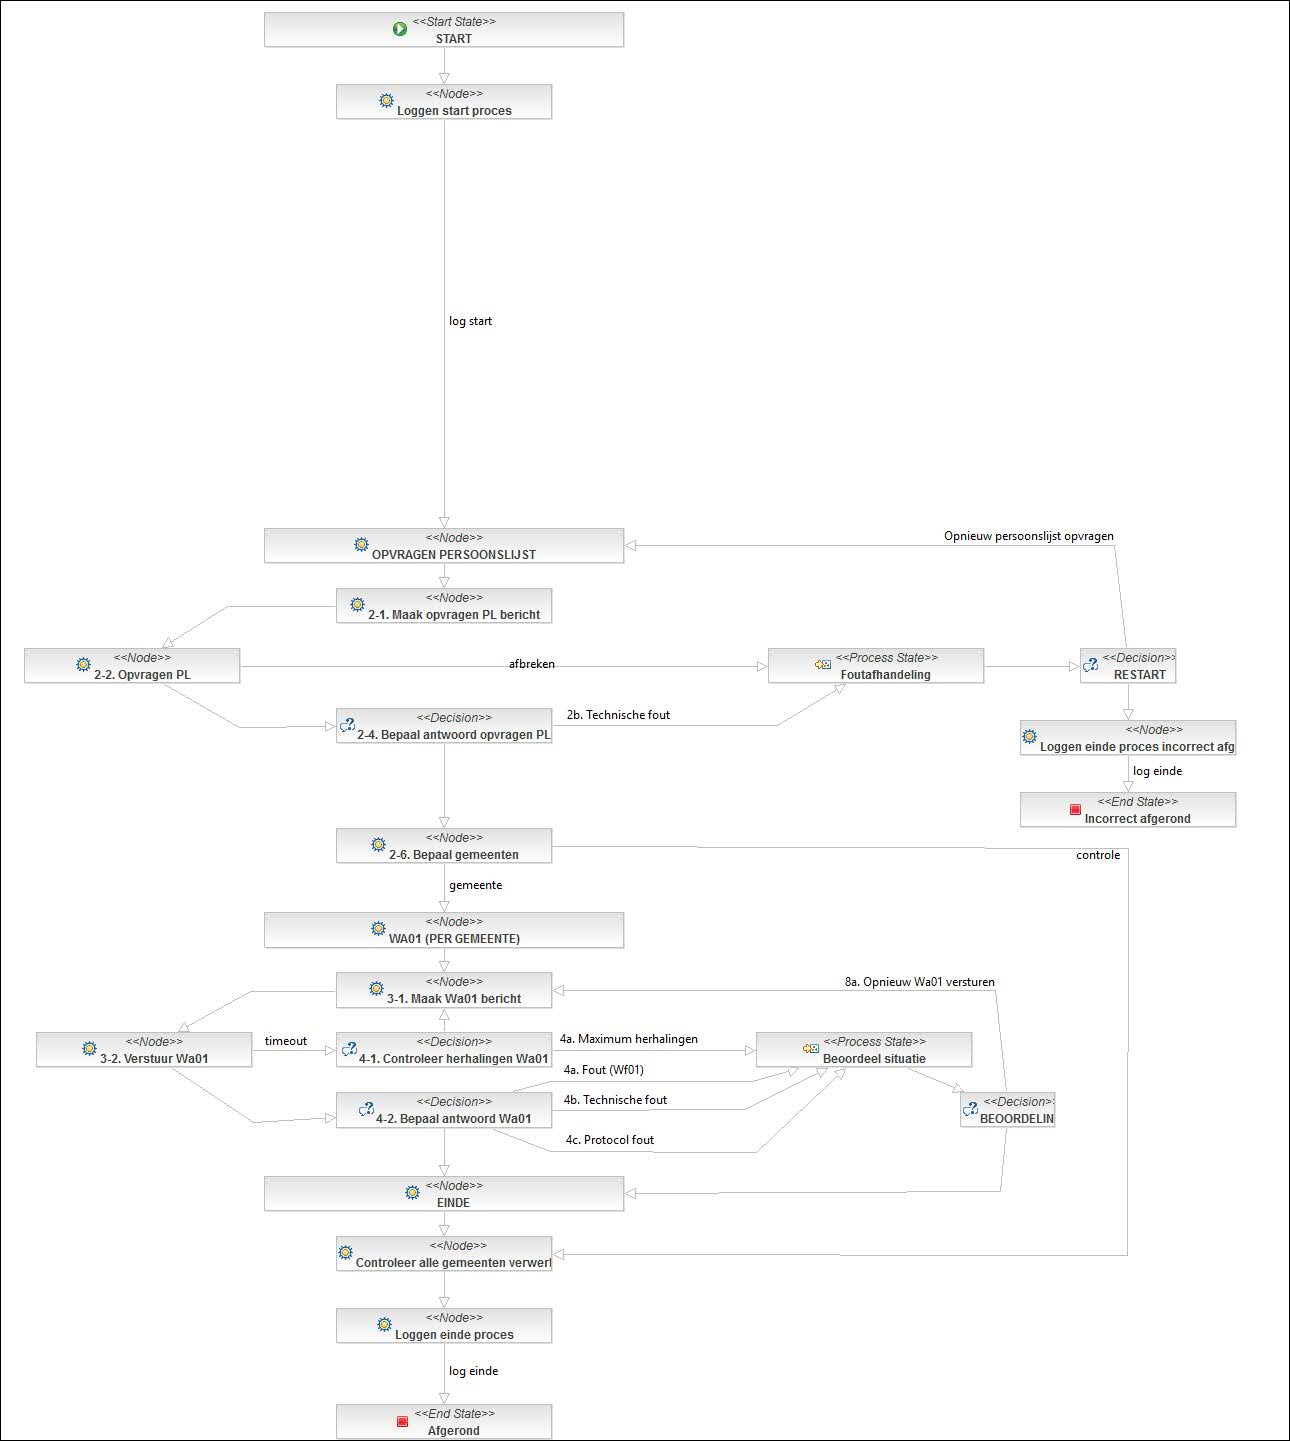 <<Start State>>
START
<<Node>>
Loggen start proces
log start
<<Node>>
OPVRAGEN PERSOONSLIJST
Opnieuw persoonslijst opvragen
<<Node>>
2-1. Maak opvragen PL bericht
<<Node>>
2-2. Opvragen PL
afbreken
<<Process State>>
Foutafhandeling
<<Decision>>
RESTART
<<Decision>>
2-4. Bepaal antwoord opvragen PL
2b. Technische fout
<<Node>>
Loggen einde proces incorrect afg
log einde
<<End State>>
Incorrect afgerond
<<Node>>
2-6. Bepaal gemeenten
controle
gemeente
<<Node>>
WA01 (PER GEMEENTE)
<<Node>>
3-1. Maak Wa01 bericht
8a. Opnieuw Wa01 versturen
<<Node>>
3-2. Verstuur Wa01
timeout
<<Decision>>
4-1. Controleer herhalingen Wa01
4a. Maximum herhalingen
<<Process State>>
Beoordeel situatie
4a. Fout (Wf01)
<<Decision>>
4-2. Bepaal antwoord Wa01
4b. Technische fout
4c. Protocol fout
<<Decision>>
BEOORDELIN
<<Node>>
EINDE
<<Node>>
Controleer alle gemeenten verwerl
<<Node>>
Loggen einde proces
log einde
<<End State>>
Afgerond